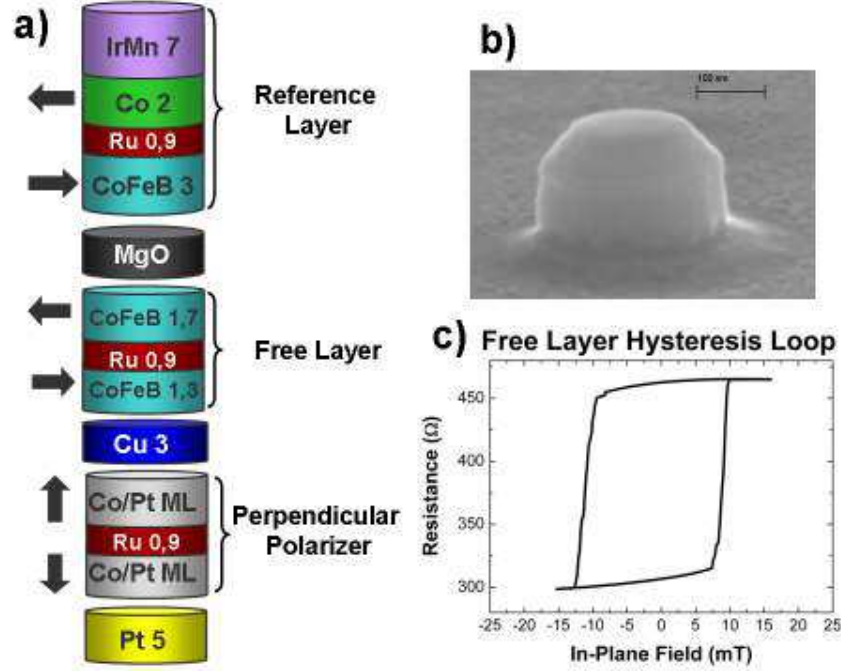 a)
IrMn 7
Co 2
Ru 0,9
CoFeB 3
Reference
Layer
MgO
CoFeB 1,7
Ru 0,9
CoFeB 1,3
Free Layer
Cu 3
Co/Pt ML
Ru 0,9
Co/Pt ML
Perpendicular
Polarizer
Pt 5
b)
100 nm
c) Free Layer Hysteresis Loop
Resistance (Ω)
450
400
350
300
-25 -20 -15 -10 -5 0 5 10 15 20 25
In-Plane Field (mT)